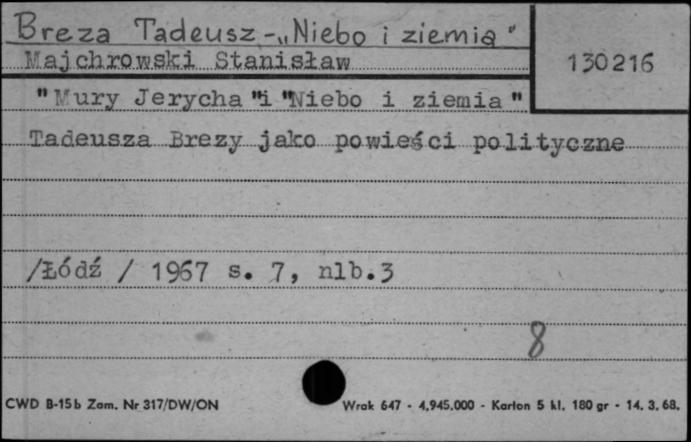 Breza Tadeusz - „Niebo i ziemia"
Majchrowski Stanisław
130216
"Mury Jerycha "i "Niebo i ziemia"
Tadeusza Brezy jako powieści polityczne
/Łódź / 1967 s. 7, nlb.3
8
CWD B-15b Zam. Nr 317/DW/ON Wrak 647 - 4,945.000 - Karton 5 kl. 180 gr - 14. 3. 68.